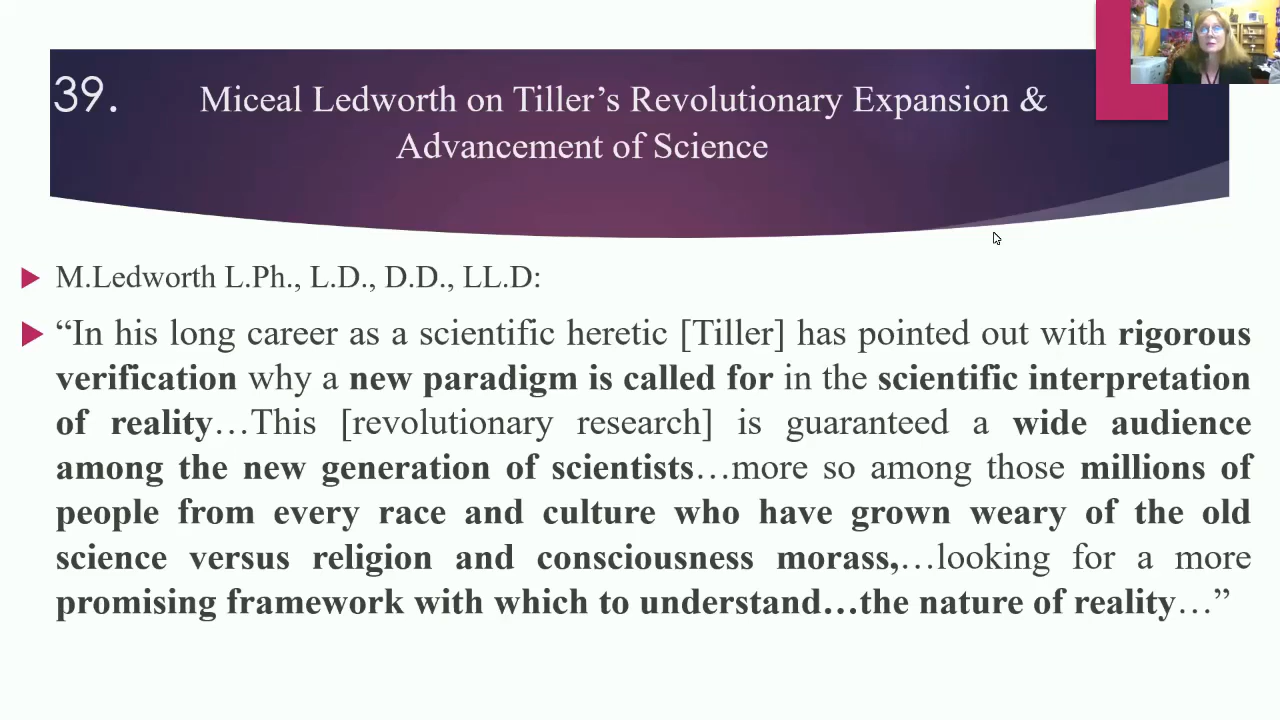 39. Miceal Ledworth on Tiller’s Revolutionary Expansion &
Advancement of Science
M.Ledworth L.Ph., L.D., D.D., LL.D:
“In his long career as a scientific heretic [Tiller] has pointed out with rigorous
verification why a new paradigm is called for in the scientific interpretation
of reality…This [revolutionary research] is guaranteed a wide audience
among the new generation of scientists…more so among those millions of
people from every race and culture who have grown weary of the old
science versus religion and consciousness morass,…looking for a more
promising framework with which to understand…the nature of reality…”